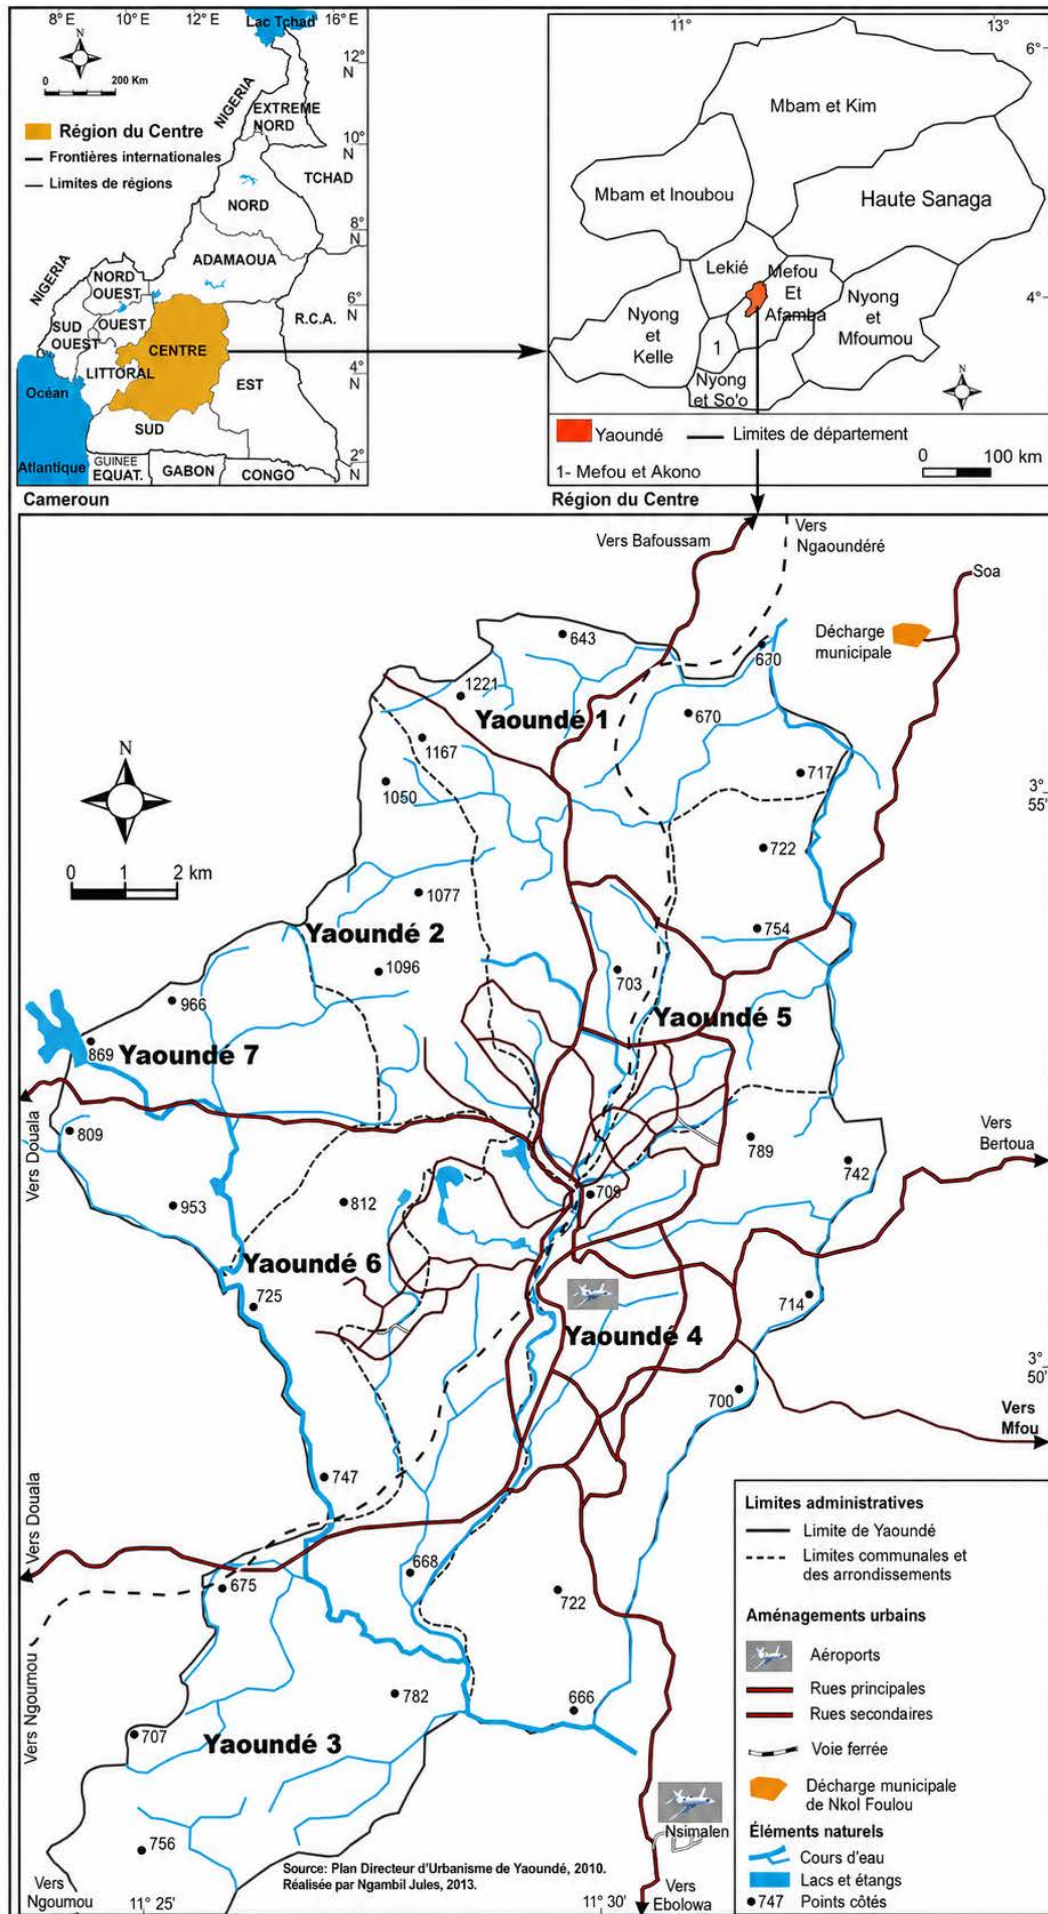 8° E
10° E
12° E
16° E
Lac Tchad
N
0 200 Km
12°
N
NIGERIA
EXTREME
NORD
Région du Centre
Frontières internationales
Limites de régions
10°
N
TCHAD
NORD
8°
N
ADAMAOUA
NIGERIA
NORD
OUEST
6°
N
SUD
OUEST
OUEST
R.C.A.
CENTRE
LITTORAL
4°
N
EST
Océan
SUD
Atlantique
GUINEE
EQUAT.
GABON
CONGO
2°
N
Cameroun
11°
13°
6°
N
Mbam et Kim
Mbam et Inoubou
Haute Sanaga
Lekié
Mefou
Et
Afamba
4°
Nyong
et
Kelle
Nyong
et
Mfoumou
1
Nyong
et So'o
Yaoundé
Limites de département
1- Mefou et Akono
0 100 km
Région du Centre
Vers Bafoussam
Vers
Ngaoundéré
Soa
Décharge
municipale
643
630
1221
670
Yaoundé 1
1167
717
N
1050
3°
55'
722
0 1 2 km
1077
Yaoundé 2
754
1096
703
966
Yaoundé 5
869
Yaoundé 7
809
Vers Douala
789
Vers
Bertoua
742
953
812
709
Yaoundé 6
725
714
Yaoundé 4
3°
50'
700
Vers
Mfou
747
Vers Douala
668
675
722
Vers Ngoumou
782
666
707
Yaoundé 3
756
Nsimalen
Source: Plan Directeur d'Urbanisme de Yaoundé, 2010.
Réalisée par Ngambil Jules, 2013.
Vers
Ngoumou
11° 25'
11° 30'
Vers
Ebolowa
Limites administratives
Limite de Yaoundé
Limites communales et
des arrondissements
Aménagements urbains
Aéroports
Rues principales
Rues secondaires
Voie ferrée
Décharge municipale
de Nkol Foulou
Éléments naturels
Cours d'eau
Lacs et étangs
747 Points côtés